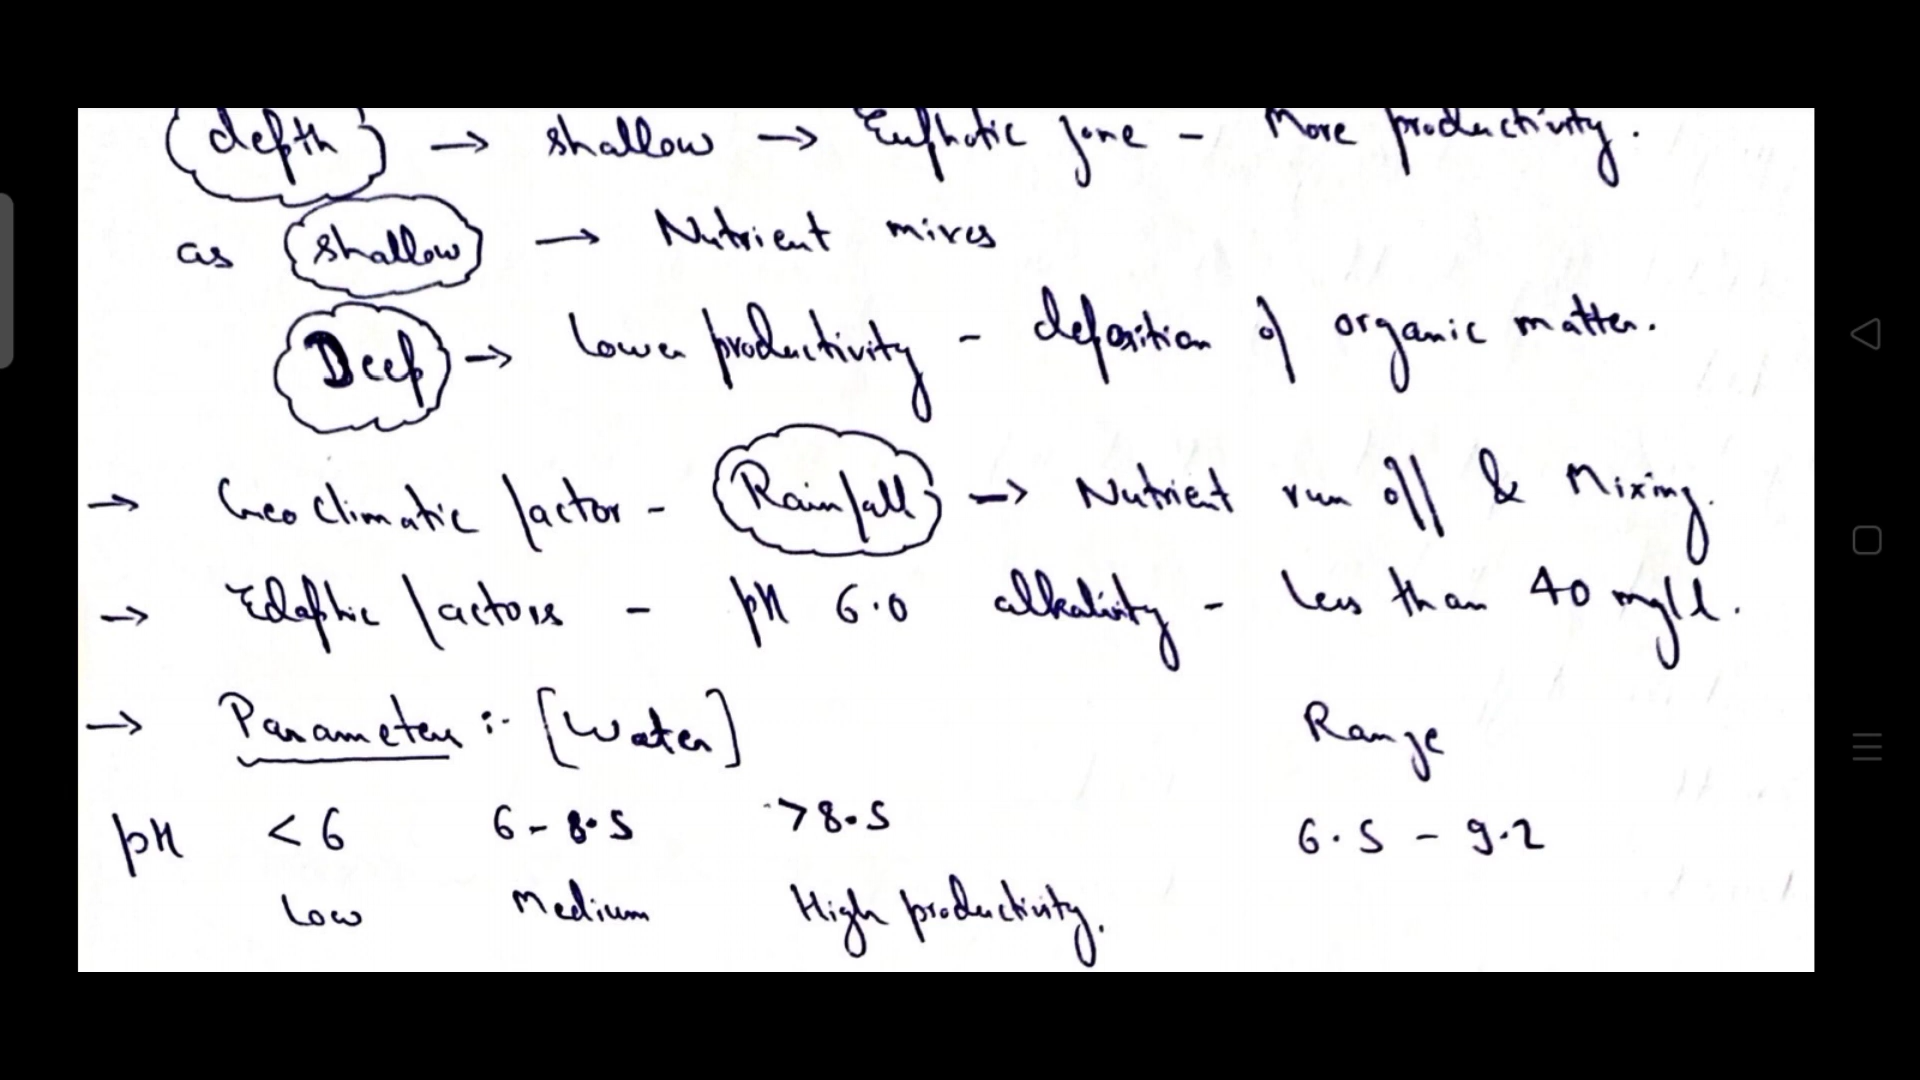 depth → shallow → Euphotic zone - More productivity.
as shallow → Nutrient mixes
Deep → Lower productivity - deposition of organic matter.
→ Geo climatic factor - Rainfall → Nutrient run off & Mixing.
→ Edaphic factors - pH 6.0 alkalinity - less than 40 mg/l.
→ Parameters :- [Water] Range
pH < 6 6 - 8.5 > 8.5 6.5 - 9.2
Low Medium High productivity.